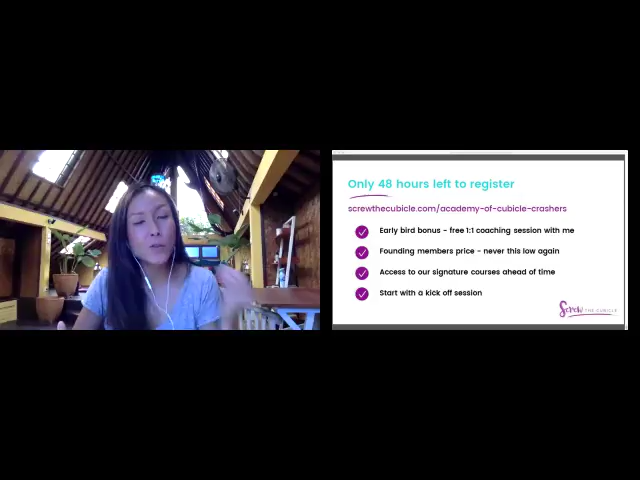 Only 48 hours left to register
screwthecubicle.com/academy-of-cubicle-crashers
Early bird bonus - free 1:1 coaching session with me
Founding members price - never this low again
Access to our signature courses ahead of time
Start with a kick off session
Screw THE CUBICLE